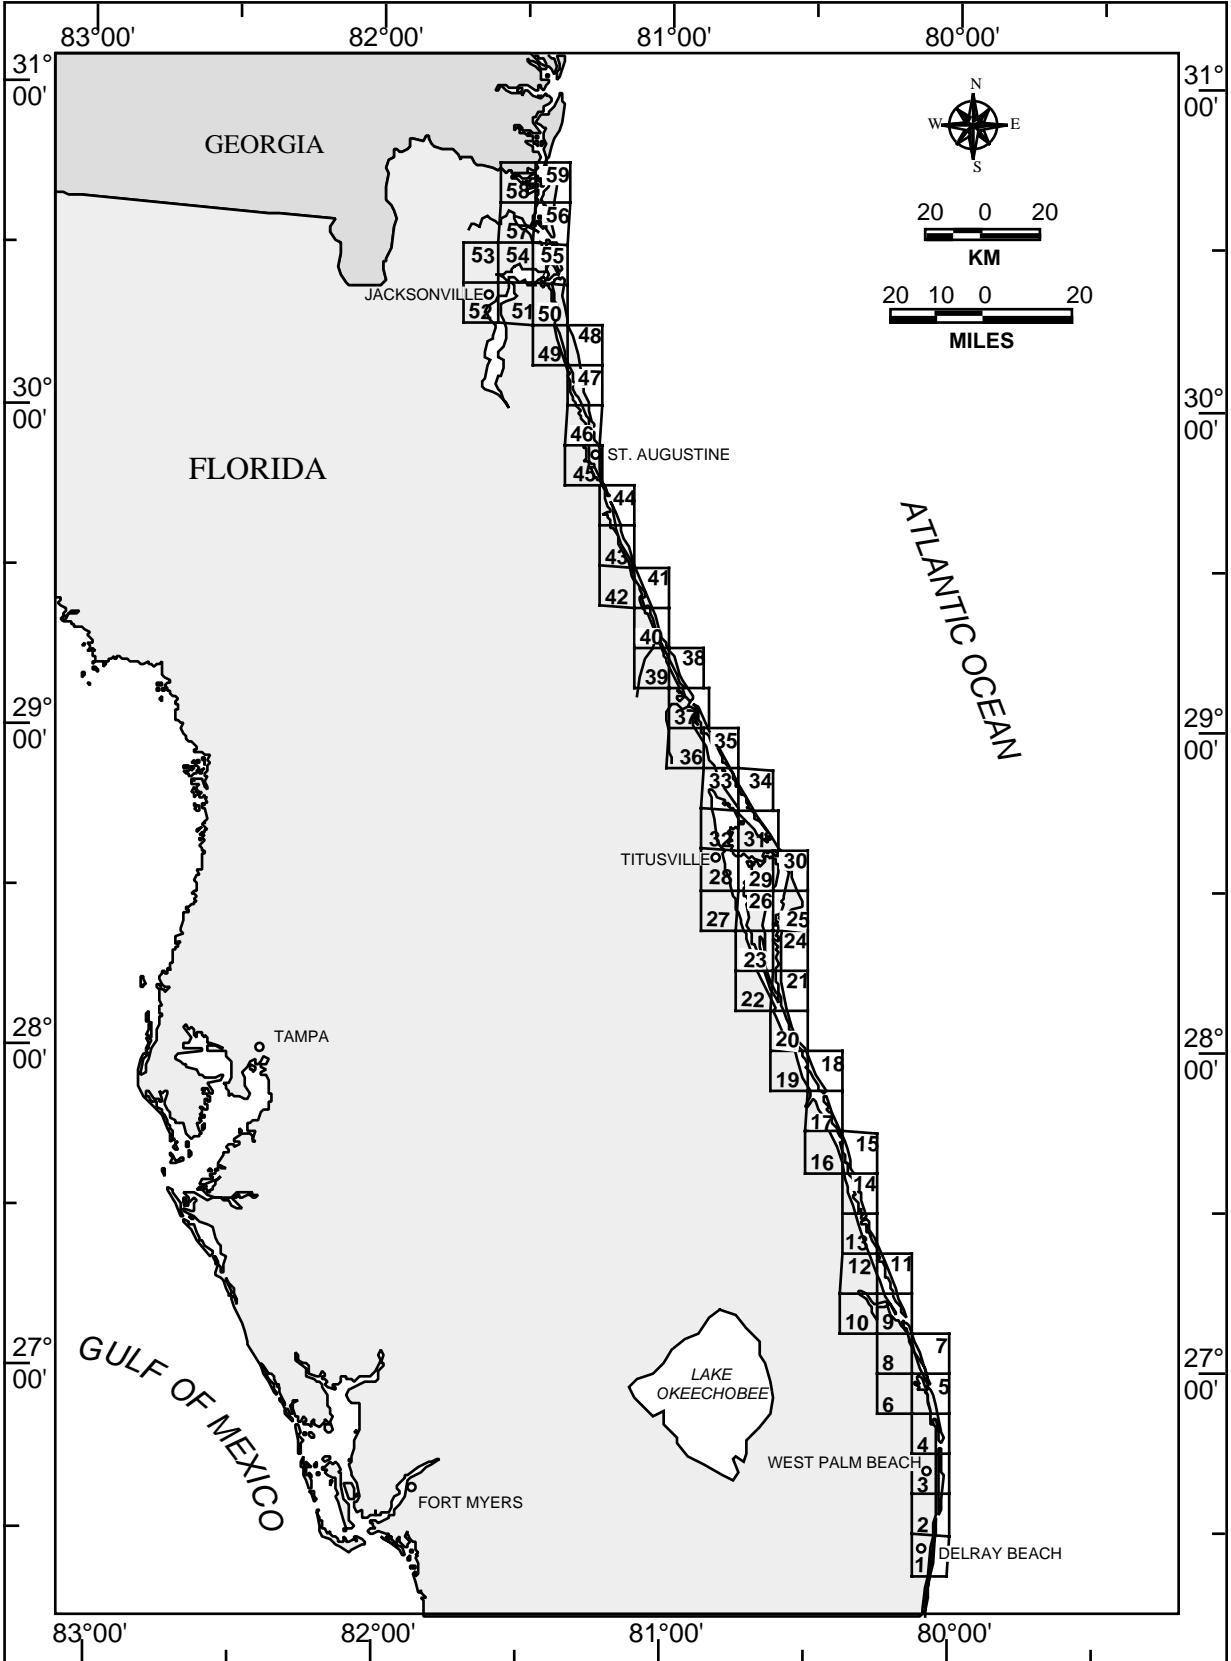 83°00' 82°00' 81°00' 80°00'
31°
00'
31°
00'
N
W E
S
GEORGIA
20 0 20
KM
20 10 0 20
MILES
59
58
56
57
53 54 55
JACKSONVILLE
52 51 50
48
49
47
30°
00'
30°
00'
46
ST. AUGUSTINE
45
FLORIDA
44
43
41
42
40
38
39
ATLANTIC OCEAN
37
29°
00'
29°
00'
35
36
33 34
32 31
TITUSVILLE
30
28 29
26
27 25
24
23
21
22
28°
00'
28°
00'
TAMPA
20
18
19
17
15
16
14
13
12 11
10 9
7
8
27°
00'
27°
00'
GULF OF MEXICO
LAKE
OKEECHOBEE
5
6
4
WEST PALM BEACH
3
FORT MYERS
2
DELRAY BEACH
1
83°00' 82°00' 81°00' 80°00'